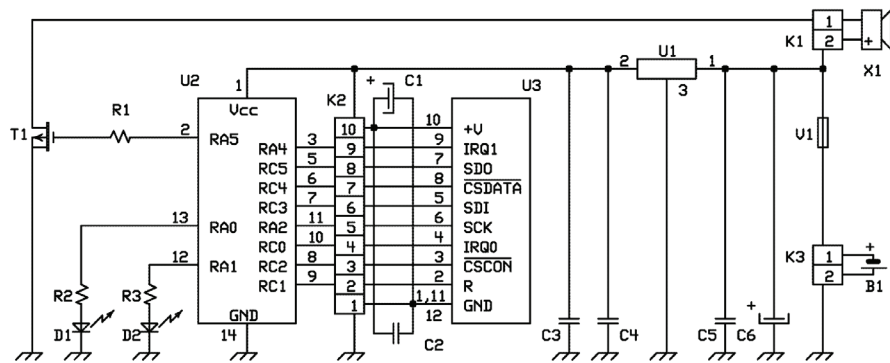 1
2
+
K1
X1
2
U1
1
3
U2
1
+
C1
U3
K2
Vcc
R1
T1
2
RA5
RA4
3
10
10
+V
RC5
5
9
9
IRQ1
RC4
6
8
7
SDO
RC3
7
7
8
CSDATA
13
RA0
RA2
11
6
5
SDI
RC0
10
5
6
SCK
12
RA1
RC2
8
4
4
IRQ0
RC1
9
3
3
CSCON
2
2
R
1
1,11
GND
12
V1
K3
1
2
+
B1
R2
R3
GND
14
D1
D2
C2
C3
C4
C5
+
C6